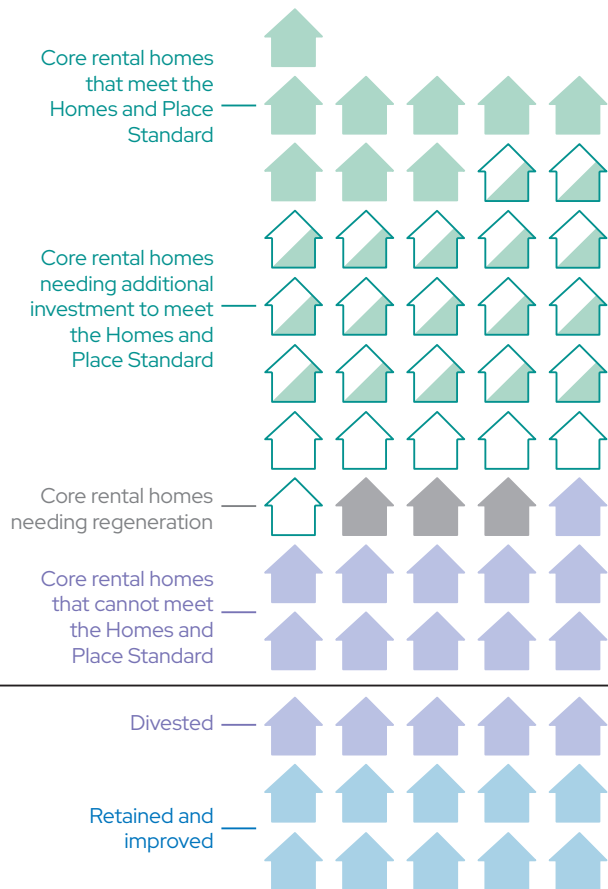 Core rental homes
that meet the
Homes and Place
Standard
Core rental homes
needing additional
investment to meet
the Homes and
Place Standard
Core rental homes
needing regeneration
Core rental homes
that cannot meet
the Homes and
Place Standard
Divested
Retained and
improved